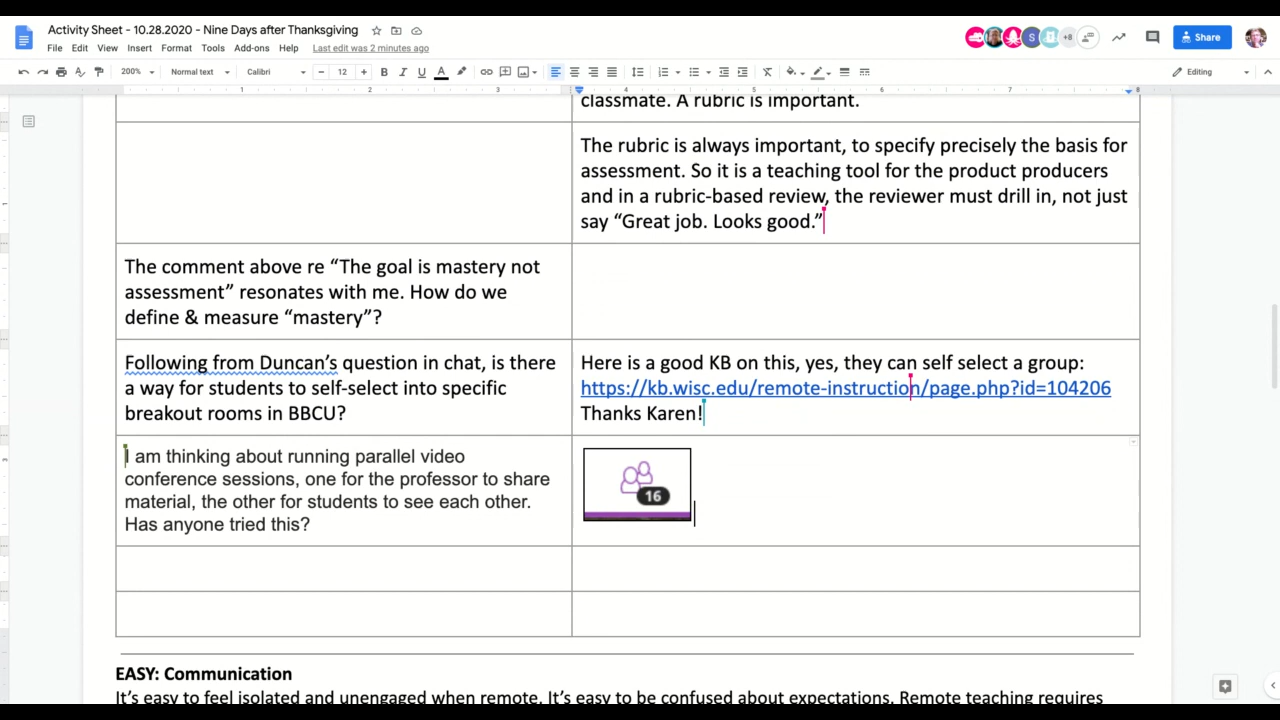 Activity Sheet - 10.28.2020 - Nine Days after Thanksgiving
File Edit View Insert Format Tools Add-ons Help Last edit was 2 minutes ago
S +8 Share
200% Normal text Calibri 12 B I U A Editing
1 2 3 4 5 6 7 8
classmate. A rubric is important.
The rubric is always important, to specify precisely the basis for
assessment. So it is a teaching tool for the product producers
and in a rubric-based review, the reviewer must drill in, not just
say “Great job. Looks good.”
The comment above re “The goal is mastery not
assessment” resonates with me. How do we
define & measure “mastery”?
Following from Duncan’s question in chat, is there
a way for students to self-select into specific
breakout rooms in BBCU?
Here is a good KB on this, yes, they can self select a group:
https://kb.wisc.edu/remote-instruction/page.php?id=104206
Thanks Karen!
I am thinking about running parallel video
conference sessions, one for the professor to share
material, the other for students to see each other.
Has anyone tried this?
16
EASY: Communication
It’s easy to feel isolated and unengaged when remote. It’s easy to be confused about expectations. Remote teaching requires